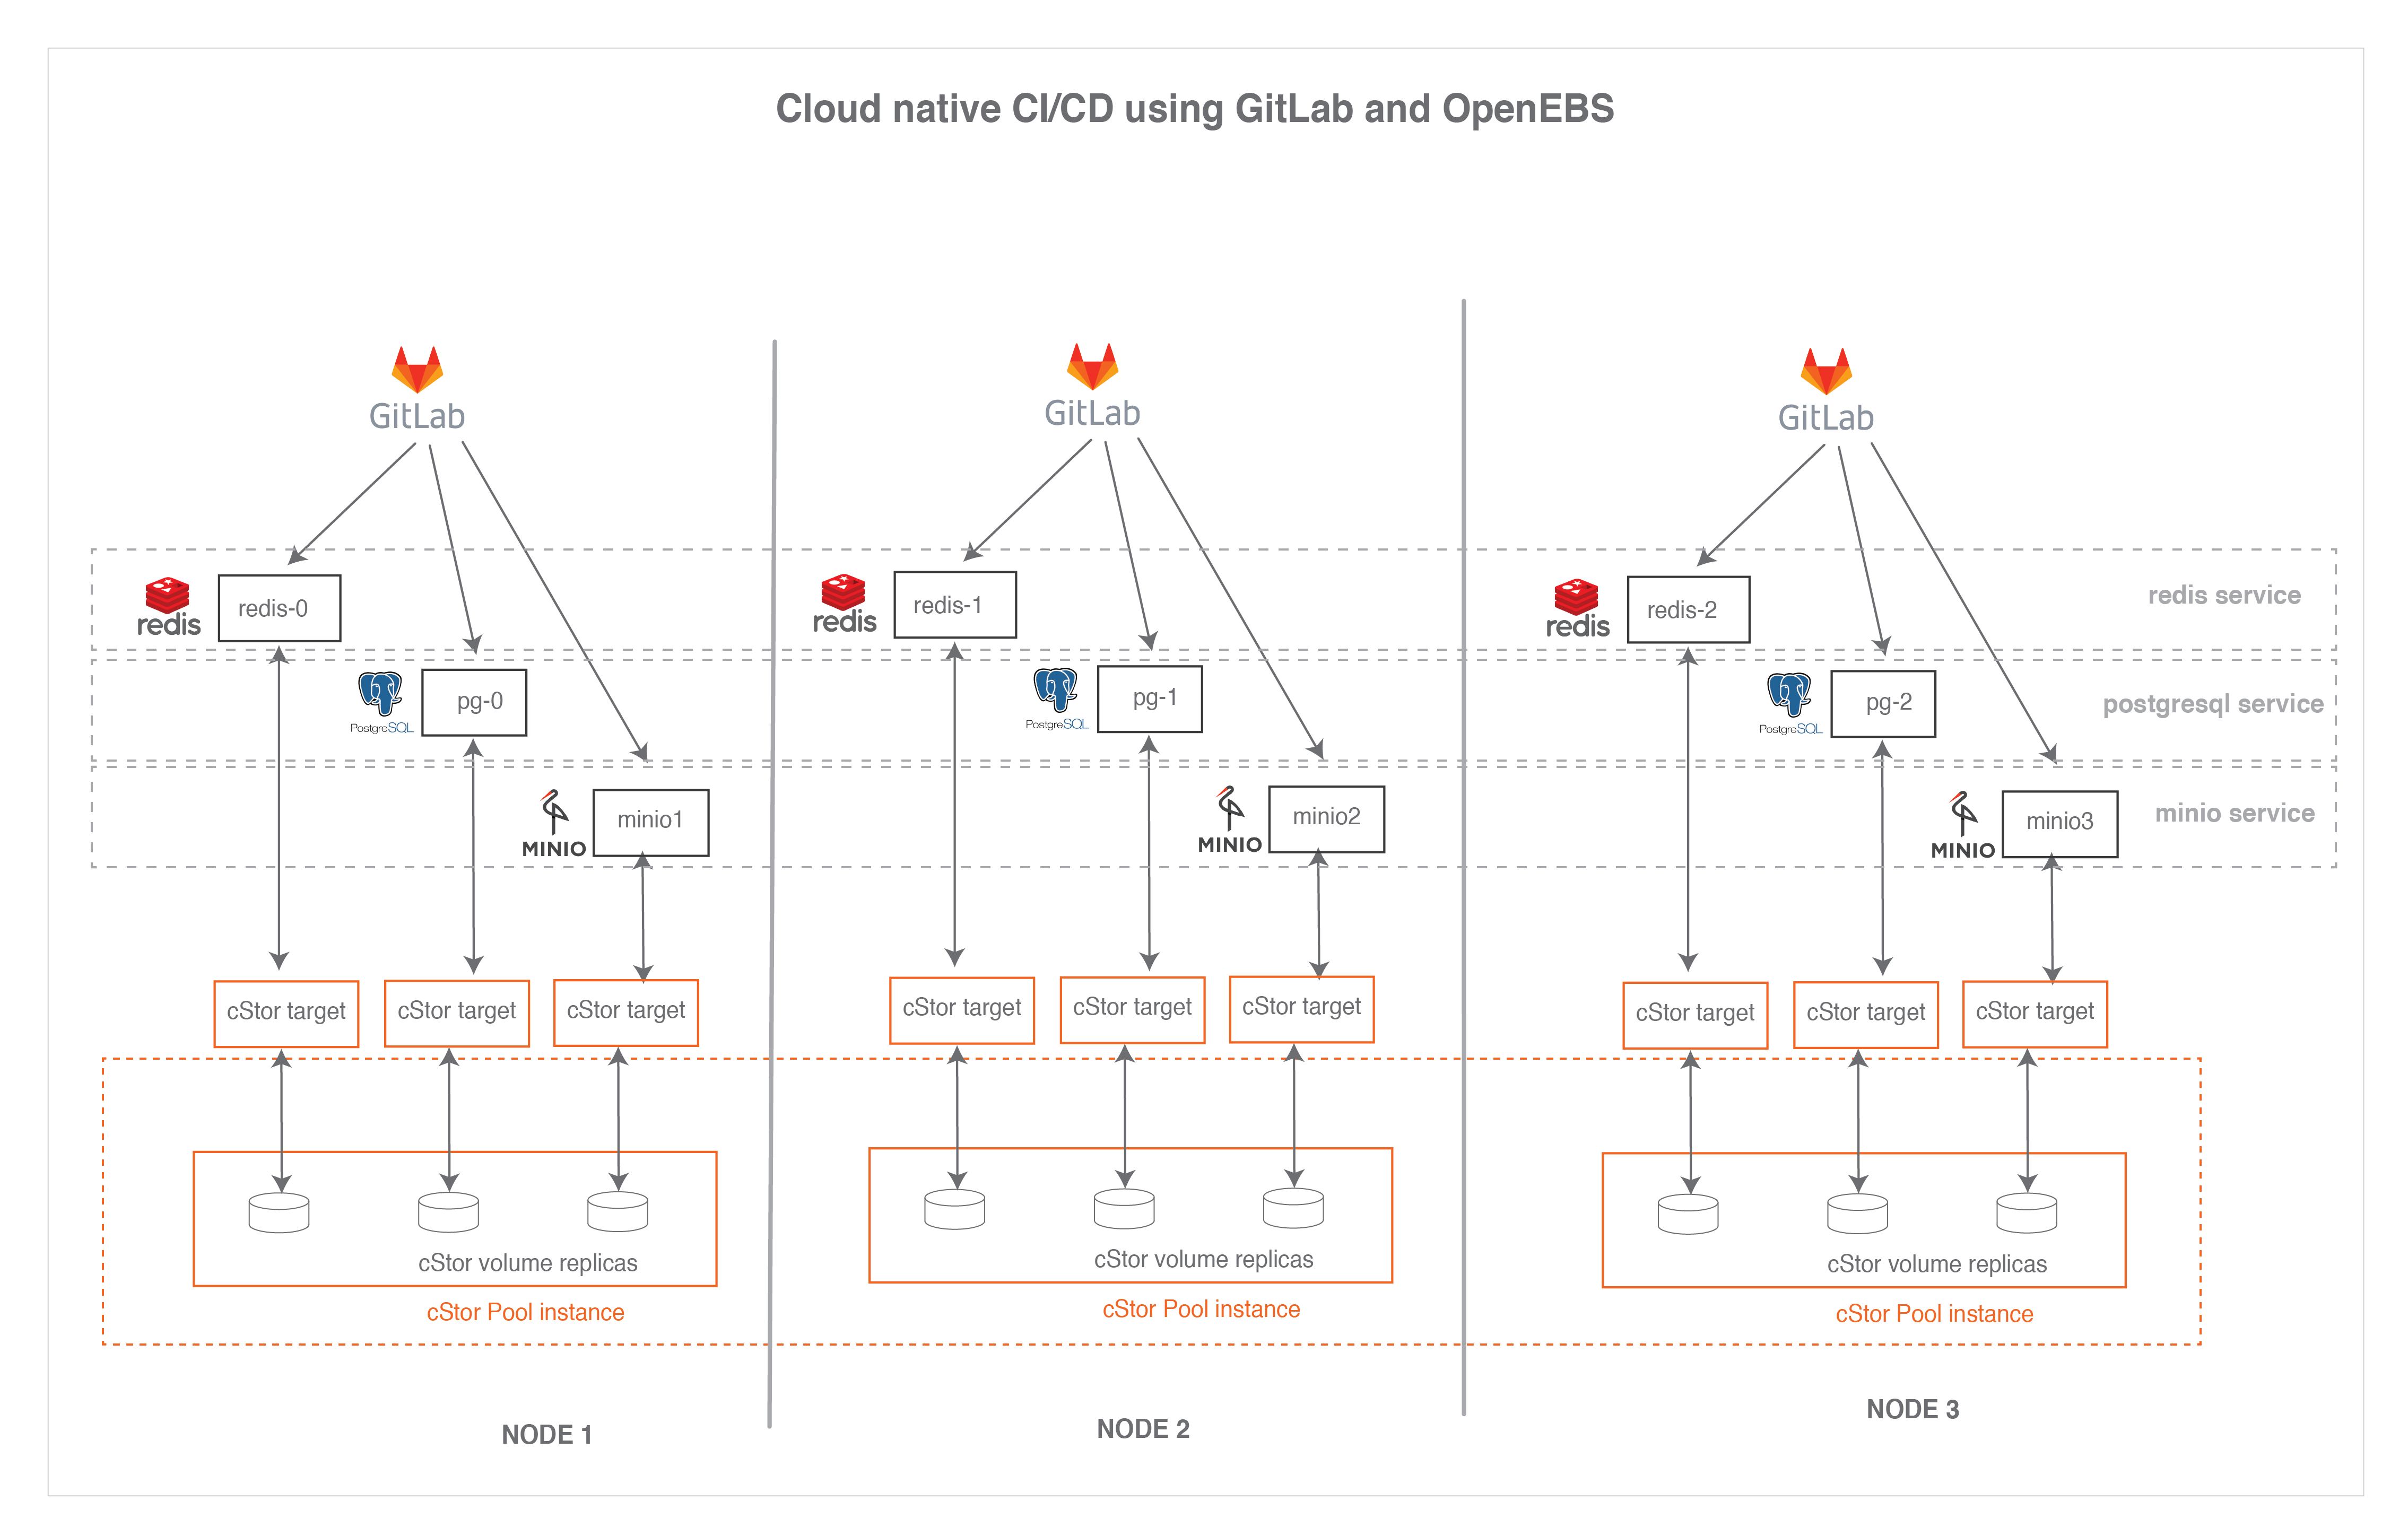 Cloud native CI/CD using GitLab and OpenEBS
GitLab
GitLab
GitLab
redis
redis-0
redis
redis-1
redis
redis-2
redis service
PostgreSQL
pg-0
PostgreSQL
pg-1
PostgreSQL
pg-2
postgresql service
MINIO
minio1
MINIO
minio2
MINIO
minio3
minio service
cStor target
cStor target
cStor target
cStor target
cStor target
cStor target
cStor target
cStor target
cStor target
cStor volume replicas
cStor volume replicas
cStor volume replicas
cStor Pool instance
cStor Pool instance
cStor Pool instance
NODE 1
NODE 2
NODE 3